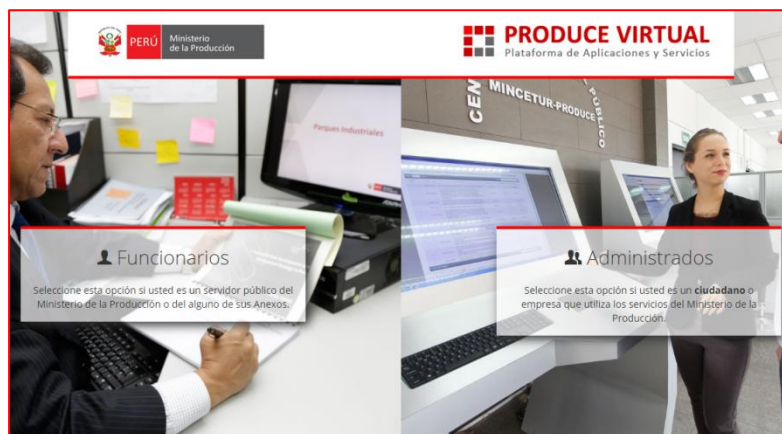 PERÚ
Ministerio
de la Producción
PRODUCE VIRTUAL
Plataforma de Aplicaciones y Servicios
Parques Industriales
CEN
MINCETUR-PRODUCE
PÚBLICO
Funcionarios
Seleccione esta opción si usted es un servidor público del
Ministerio de la Producción o del alguno de sus Anexos.
Administrados
Seleccione esta opción si usted es un ciudadano o
empresa que utiliza los servicios del Ministerio de la
Producción.